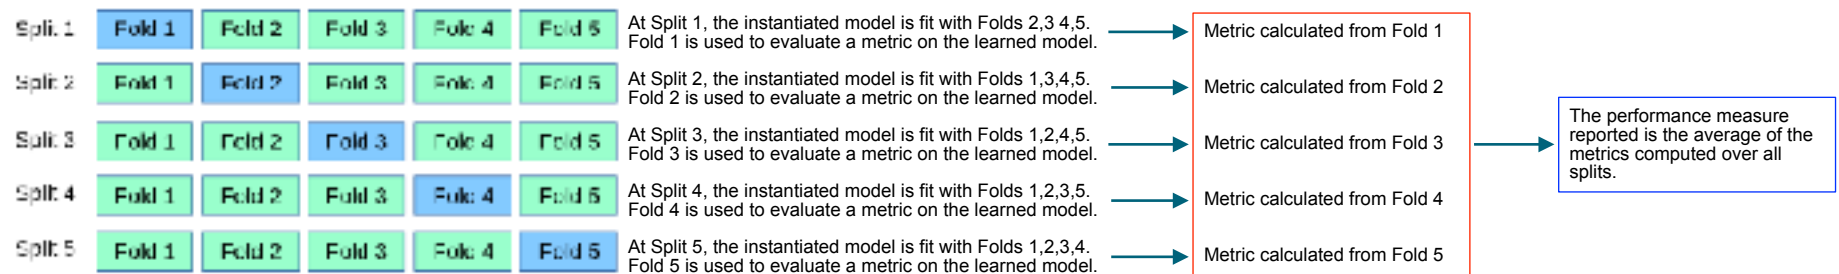 Split 1 Fold 1 Fold 2 Fold 3 Fold 4 Fold 5
At Split 1, the instantiated model is fit with Folds 2,3 4,5.
Fold 1 is used to evaluate a metric on the learned model.
Metric calculated from Fold 1
Split 2 Fold 1 Fold 2 Fold 3 Fold 4 Fold 5
At Split 2, the instantiated model is fit with Folds 1,3,4,5.
Fold 2 is used to evaluate a metric on the learned model.
Metric calculated from Fold 2
Split 3 Fold 1 Fold 2 Fold 3 Fold 4 Fold 5
At Split 3, the instantiated model is fit with Folds 1,2,4,5.
Fold 3 is used to evaluate a metric on the learned model.
Metric calculated from Fold 3
Split 4 Fold 1 Fold 2 Fold 3 Fold 4 Fold 5
At Split 4, the instantiated model is fit with Folds 1,2,3,5.
Fold 4 is used to evaluate a metric on the learned model.
Metric calculated from Fold 4
Split 5 Fold 1 Fold 2 Fold 3 Fold 4 Fold 5
At Split 5, the instantiated model is fit with Folds 1,2,3,4.
Fold 5 is used to evaluate a metric on the learned model.
Metric calculated from Fold 5
The performance measure
reported is the average of the
metrics computed over all
splits.